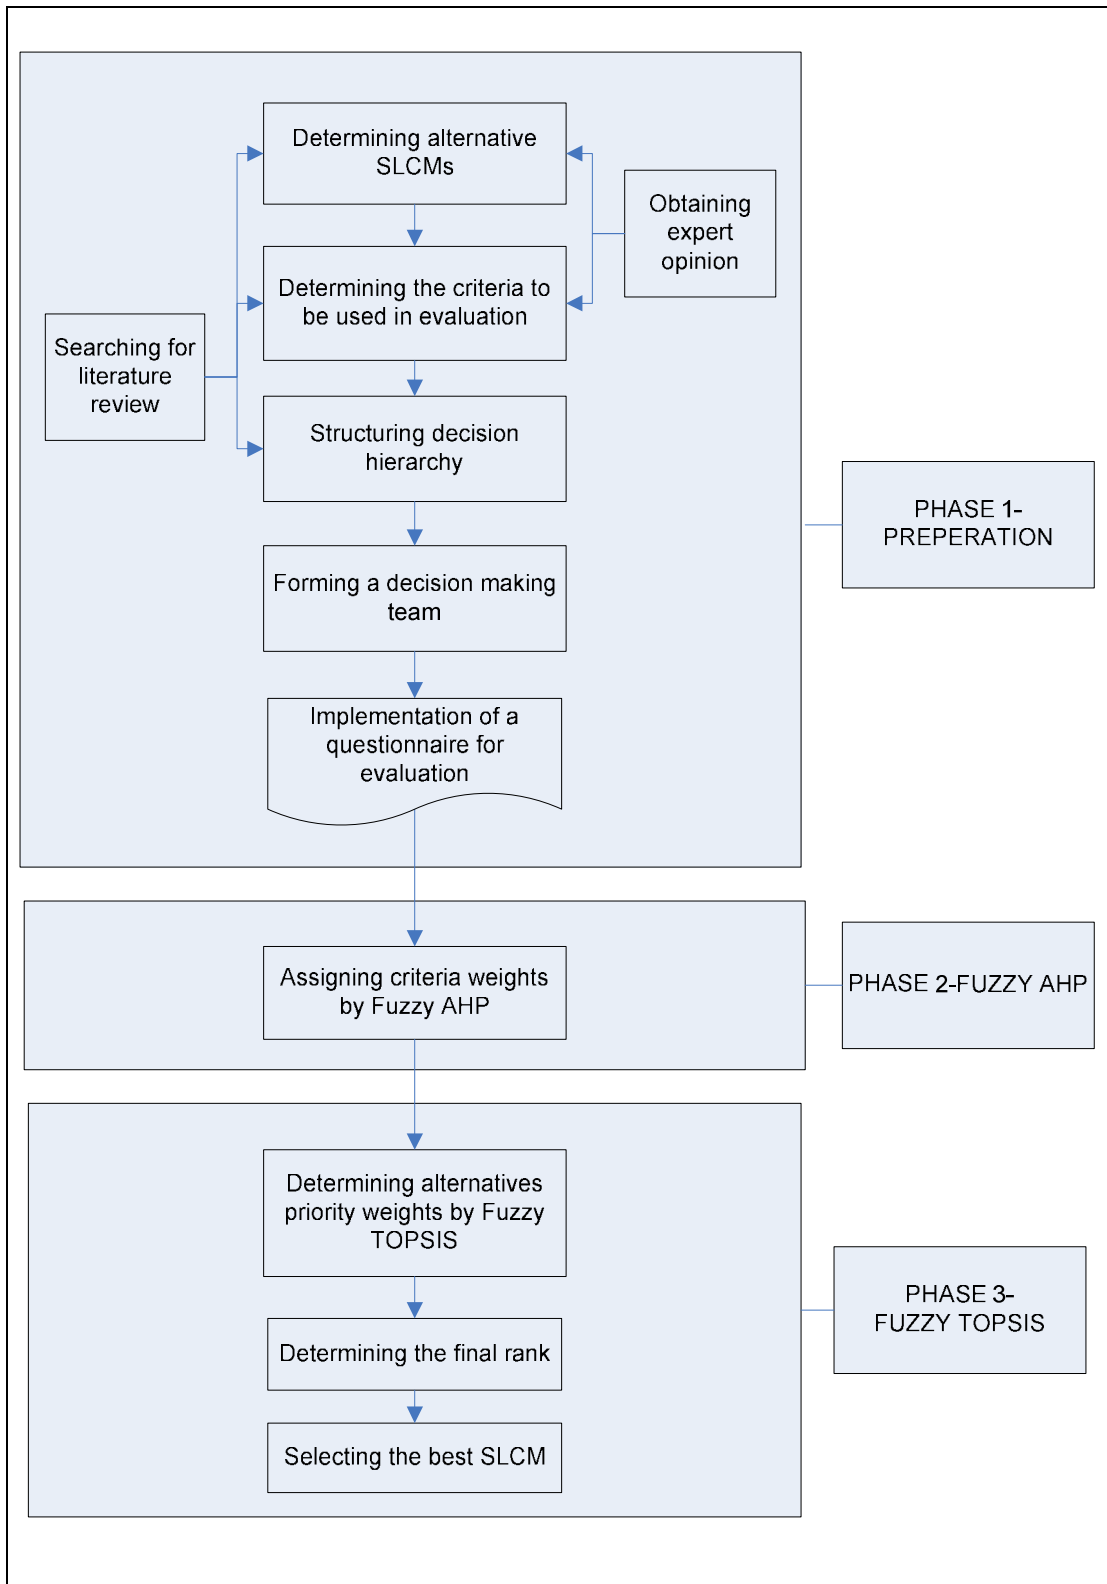 Determining alternative
SLCMs
Obtaining
expert
opinion
Determining the criteria to
be used in evaluation
Searching for
literature
review
Structuring decision
hierarchy
PHASE 1-
PREPERATION
Forming a decision making
team
Implementation of a
questionnaire for
evaluation
Assigning criteria weights
by Fuzzy AHP
PHASE 2-FUZZY AHP
Determining alternatives
priority weights by Fuzzy
TOPSIS
PHASE 3-
FUZZY TOPSIS
Determining the final rank
Selecting the best SLCM